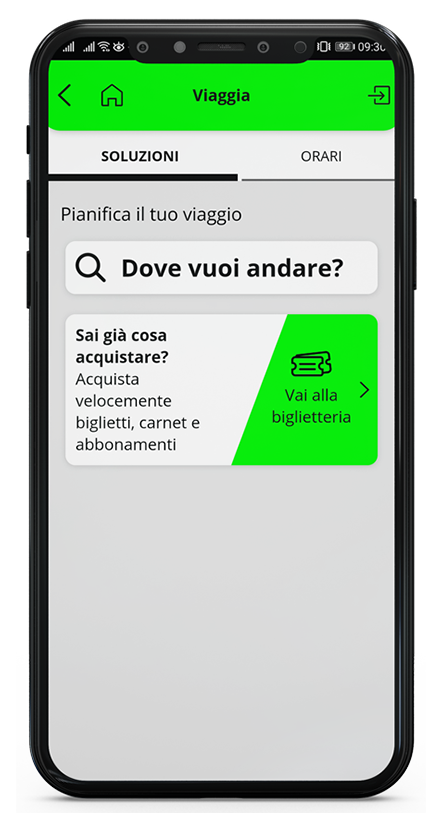 92 09:30
Viaggia
SOLUZIONI
ORARI
Pianifica il tuo viaggio
Dove vuoi andare?
Sai già cosa
acquistare?
Acquista
velocemente
biglietti, carnet e
abbonamenti
Vai alla
biglietteria